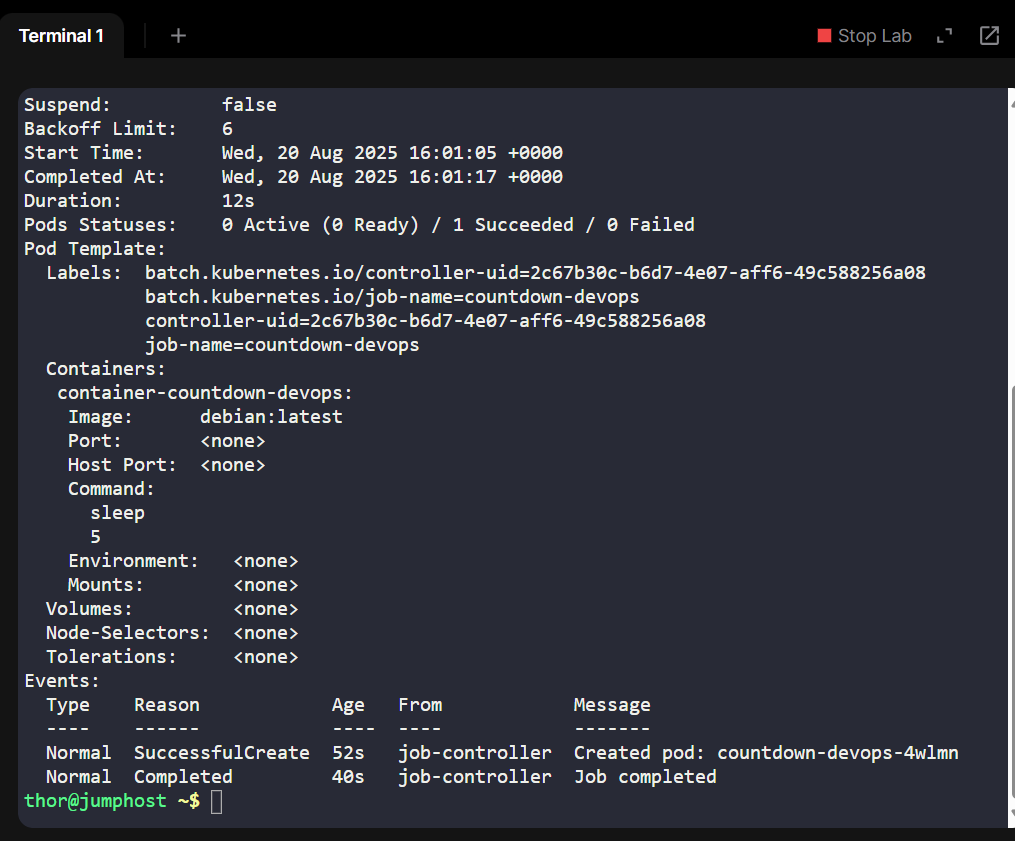 Terminal 1 + Stop Lab
Suspend: false
Backoff Limit: 6
Start Time: Wed, 20 Aug 2025 16:01:05 +0000
Completed At: Wed, 20 Aug 2025 16:01:17 +0000
Duration: 12s
Pods Statuses: 0 Active (0 Ready) / 1 Succeeded / 0 Failed
Pod Template:
Labels: batch.kubernetes.io/controller-uid=2c67b30c-b6d7-4e07-aff6-49c588256a08
batch.kubernetes.io/job-name=countdown-devops
controller-uid=2c67b30c-b6d7-4e07-aff6-49c588256a08
job-name=countdown-devops
Containers:
container-countdown-devops:
Image: debian:latest
Port: <none>
Host Port: <none>
Command:
sleep
5
Environment: <none>
Mounts: <none>
Volumes: <none>
Node-Selectors: <none>
Tolerations: <none>
Events:
Type Reason Age From Message
---- ------ ---- ---- -------
Normal SuccessfulCreate 52s job-controller Created pod: countdown-devops-4wlmn
Normal Completed 40s job-controller Job completed
thor@jumphost ~$